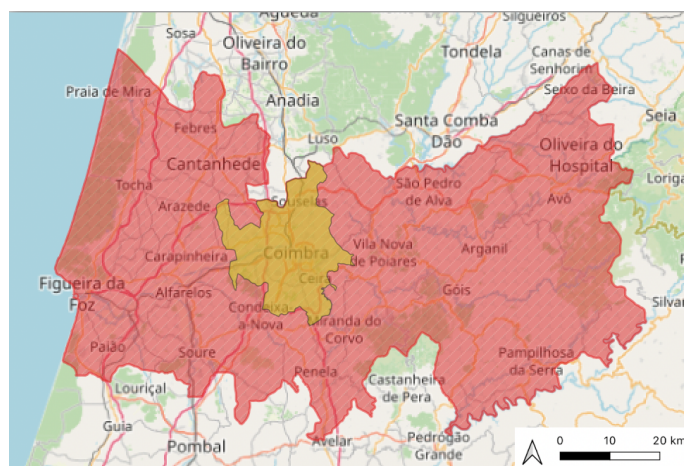 Águeda
Silgueiros
Sosa
Oliveira do
Bairro
Tondela
Canas de
Senhorim
Praia de Mira
Anadia
Seixo da Beira
Seia
Febres
Luso
Santa Comba
Dão
Oliveira do
Hospital
Cantanhede
Tocha
São Pedro
de Alva
Loriga
Arazede
Souselas
Avô
Carapinheira
Coimbra
Vila Nova
de Poiares
Arganil
Figueira da
Foz
Alfarelos
Ceira
Góis
Silvar
Condeixa-
a-Nova
Miranda do
Corvo
Paião
Soure
Penela
Pampilhosa
da Serra
Louriçal
Castanheira
de Pera
Guia
Pombal
Avelar
Pedrógão
Grande
0 10 20 km